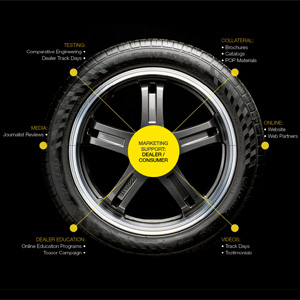 TESTING:
Comparative Engineering •
Dealer Track Days •
COLLATERAL:
• Brochures
• Catalogs
• POP Materials
MEDIA:
Journalist Reviews •
MARKETING
SUPPORT:
DEALER /
CONSUMER
ONLINE:
• Website
• Web Partners
DEALER EDUCATION:
Online Education Programs •
Teaser Campaign •
VIDEOS:
• Track Days
• Testimonials